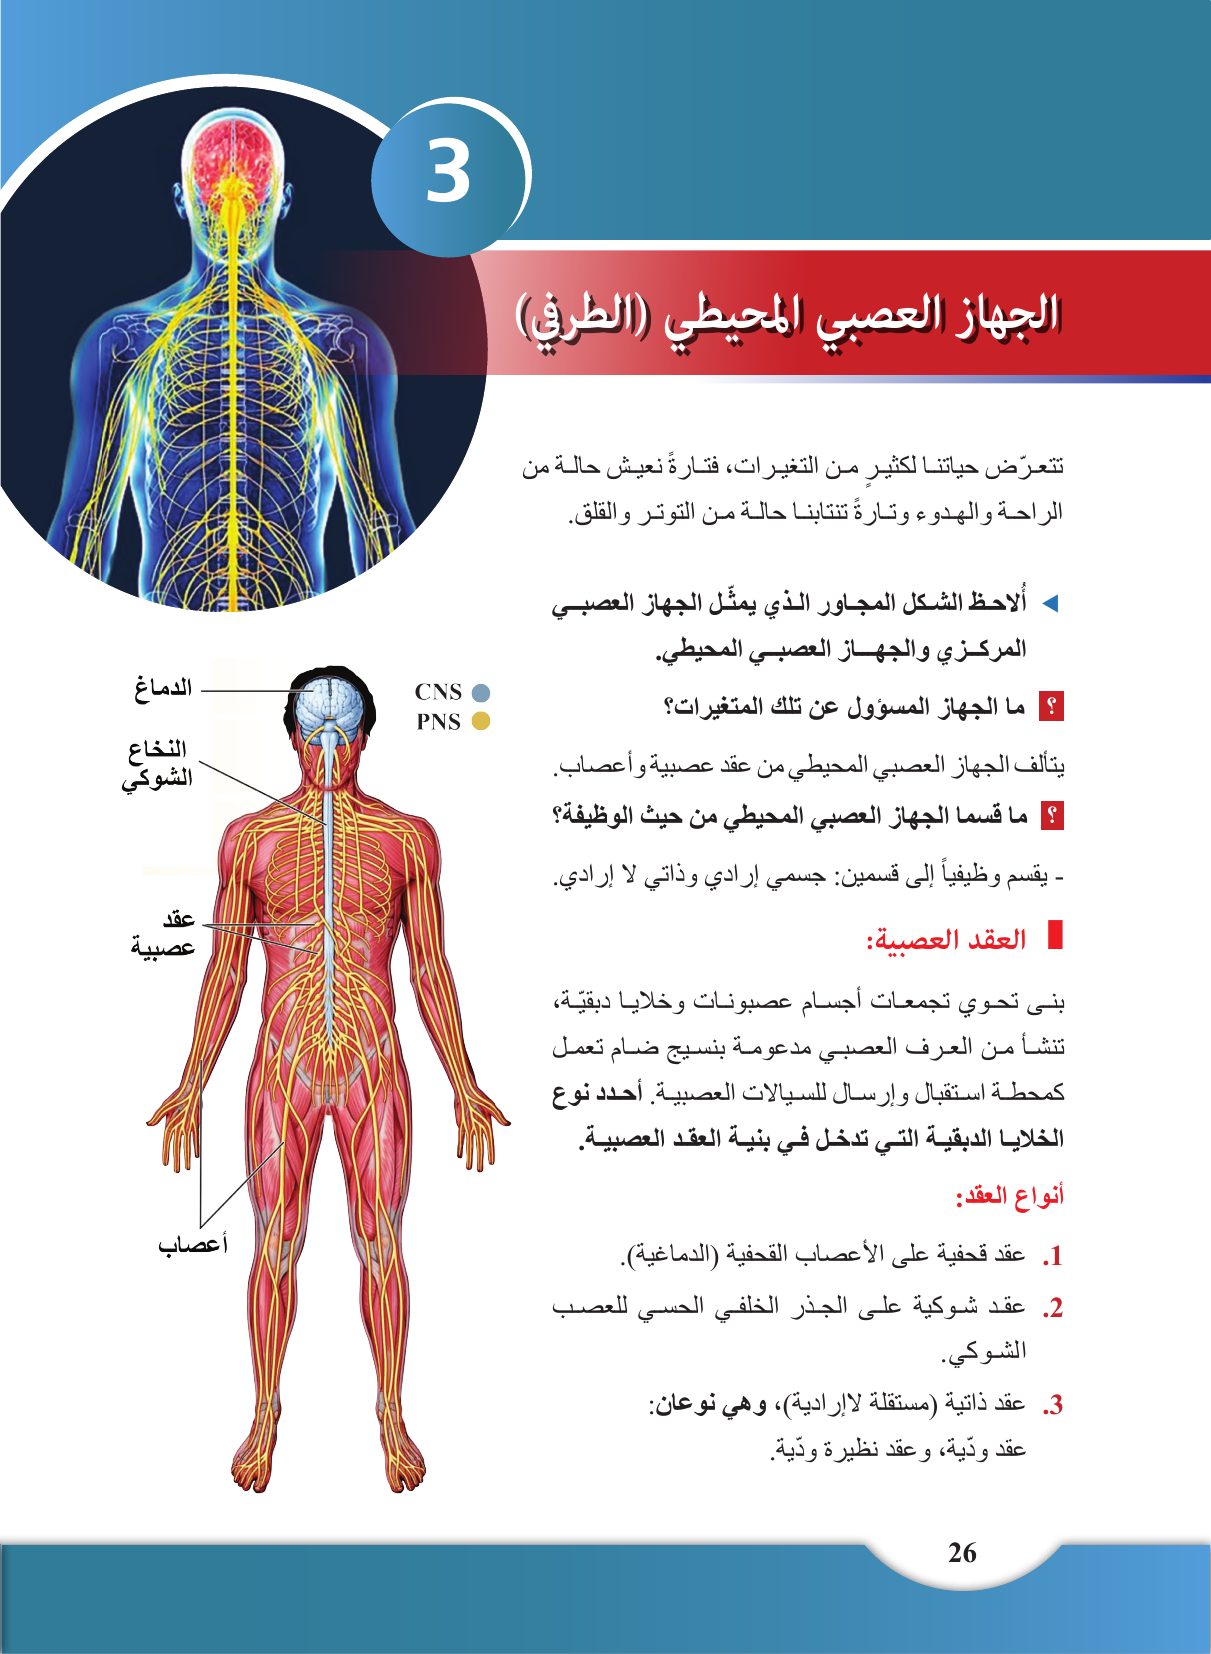 3
الجهاز العصبي المحيطي (الطرفي)
تتعرّض حياتنا لكثيرٍ من التغيرات، فتارةً نعيش حالة من
الراحة والهدوء وتارةً تنتابنا حالة من التوتر والقلق.
أُلاحظ الشكل المجاور الذي يمثّل الجهاز العصبي
المركزي والجهاز العصبي المحيطي.
؟ ما الجهاز المسؤول عن تلك المتغيرات؟
يتألف الجهاز العصبي المحيطي من عقد عصبية وأعصاب.
؟ ما قسما الجهاز العصبي المحيطي من حيث الوظيفة؟
- يقسم وظيفياً إلى قسمين: جسمي إرادي وذاتي لا إرادي.
العقد العصبية:
بنى تحوي تجمعات أجسام عصبونات وخلايا دبقيّة،
تنشأ من العرف العصبي مدعومة بنسيج ضام تعمل
كمحطة استقبال وإرسال للسيالات العصبية. أحدد نوع
الخلايا الدبقية التي تدخل في بنية العقد العصبية.
أنواع العقد:
1. عقد قحفية على الأعصاب القحفية (الدماغية).
2. عقد شوكية على الجذر الخلفي الحسي للعصب
الشوكي.
3. عقد ذاتية (مستقلة لاإرادية)، وهي نوعان:
عقد ودّية، وعقد نظيرة ودّية.
CNS
PNS
الدماغ
النخاع
الشوكي
عقد
عصبية
أعصاب
26